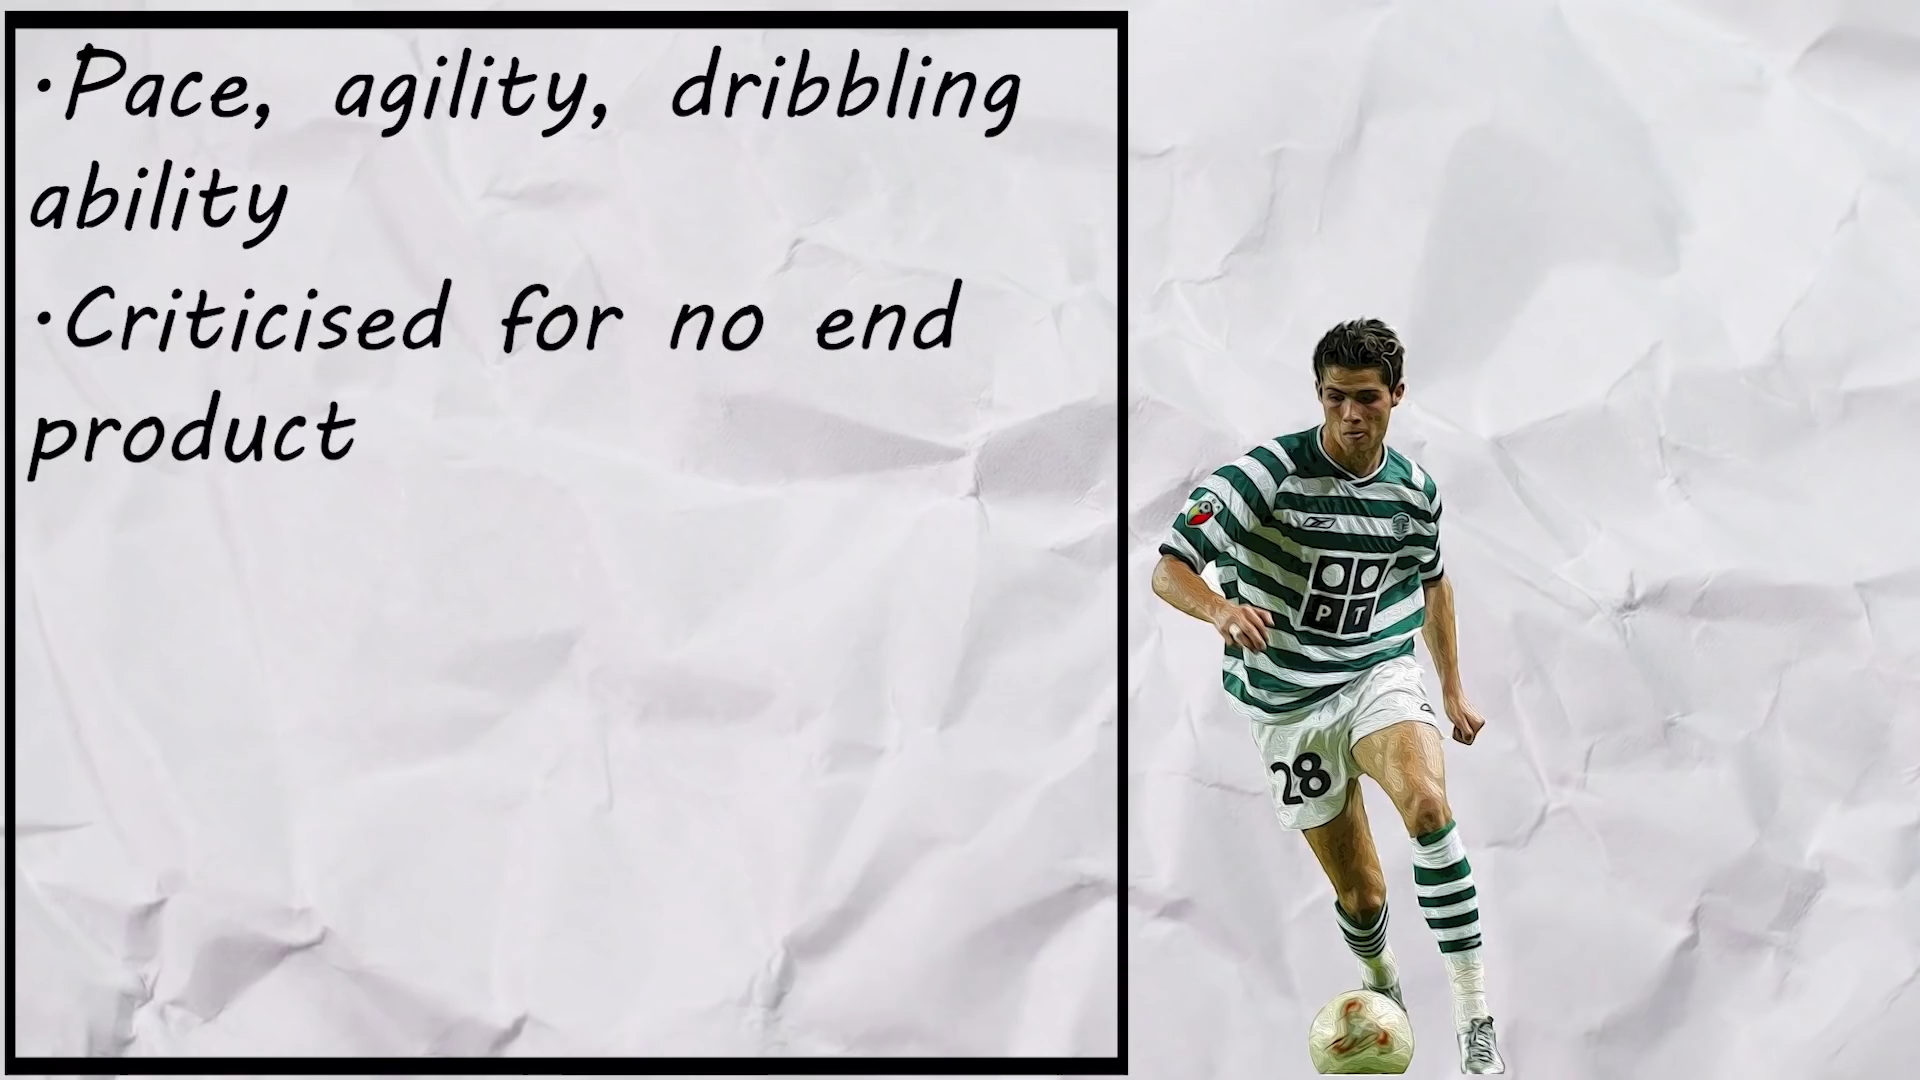 •Pace, agility, dribbling
ability
•Criticised for no end
product
PT
28